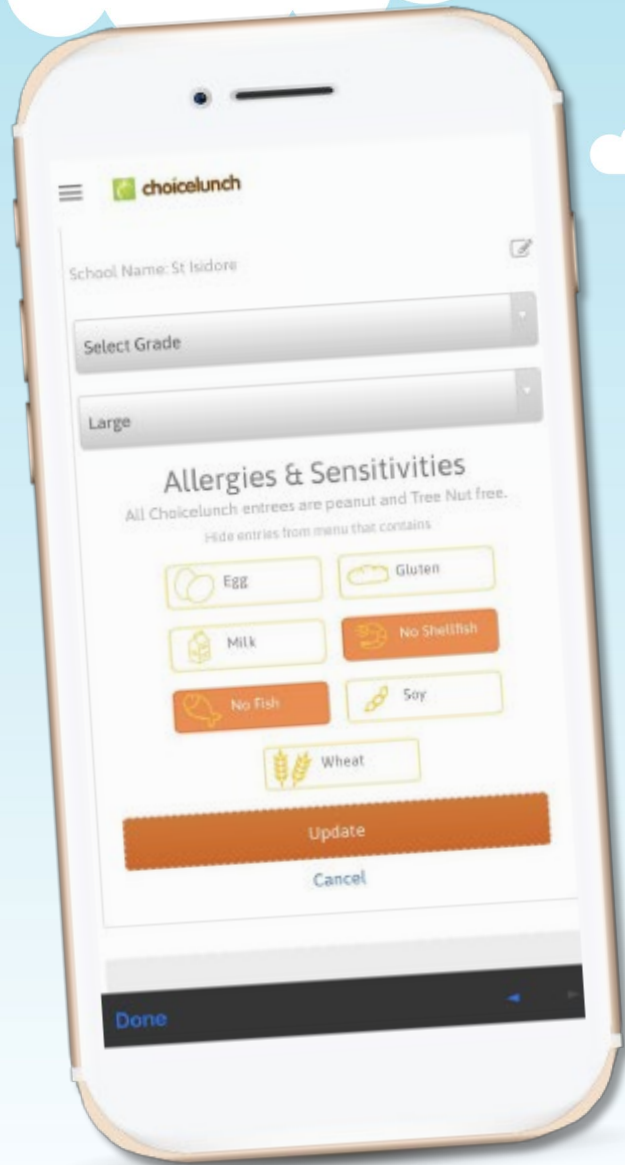 choicelunch
School Name: St Isidore
Select Grade
Large
Allergies & Sensitivities
All Choicelunch entrees are peanut and Tree Nut free.
Hide entries from menu that contains
Egg
Gluten
Milk
No Shellfish
No Fish
Soy
Wheat
Update
Cancel
Done